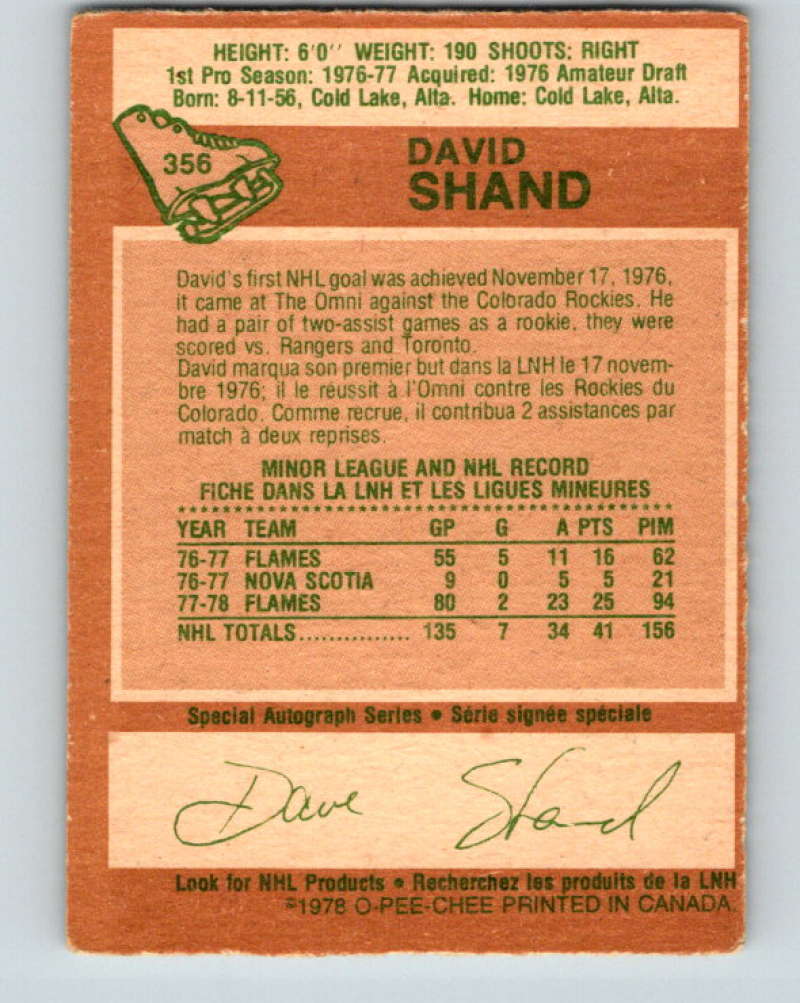 HEIGHT: 6'0'' WEIGHT: 190 SHOOTS: RIGHT
1st Pro Season: 1976-77 Acquired: 1976 Amateur Draft
Born: 8-11-56, Cold Lake, Alta. Home: Cold Lake, Alta.
356
DAVID
SHAND
David's first NHL goal was achieved November 17, 1976,
it came at The Omni against the Colorado Rockies. He
had a pair of two-assist games as a rookie, they were
scored vs. Rangers and Toronto.
David marqua son premier but dans la LNH le 17 novem-
bre 1976; il le réussit à l'Omni contre les Rockies du
Colorado. Comme recrue, il contribua 2 assistances par
match à deux reprises.
MINOR LEAGUE AND NHL RECORD
FICHE DANS LA LNH ET LES LIGUES MINEURES
YEAR TEAM GP G A PTS PIM
76-77 FLAMES 55 5 11 16 62
76-77 NOVA SCOTIA 9 0 5 5 21
77-78 FLAMES 80 2 23 25 94
NHL TOTALS............... 135 7 34 41 156
Special Autograph Series • Série signée spéciale
Dave Shand
Look for NHL Products • Recherchez les produits de la LNH
©1978 O-PEE-CHEE PRINTED IN CANADA.